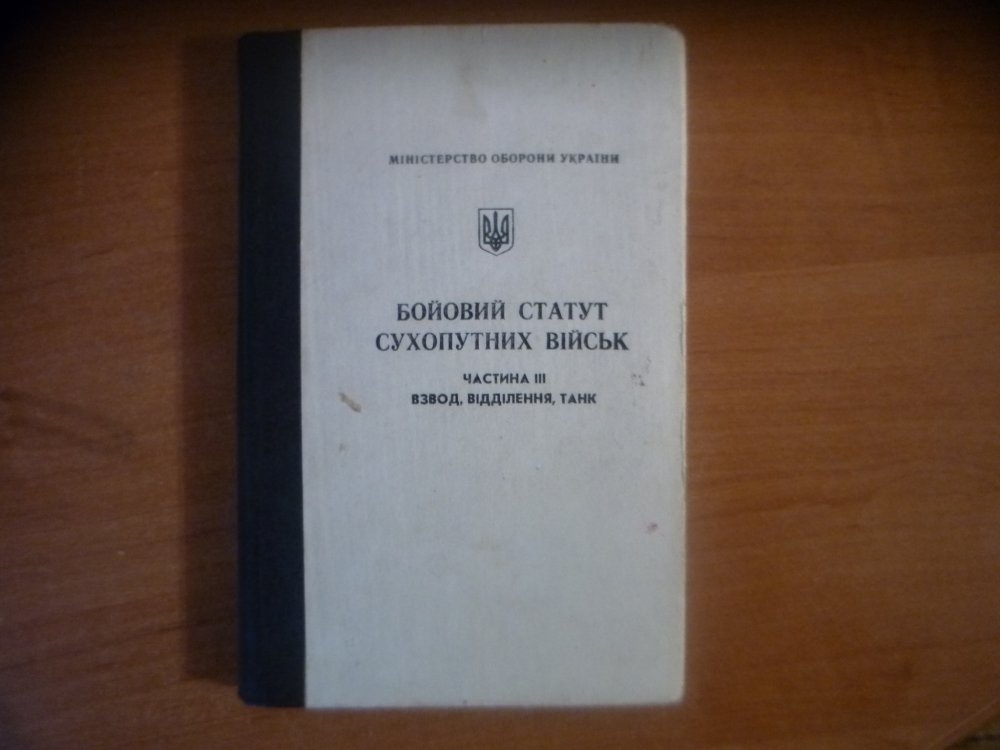 МІНІСТЕРСТВО ОБОРОНИ УКРАЇНИ
БОЙОВИЙ СТАТУТ
СУХОПУТНИХ ВІЙСЬК
ЧАСТИНА III
ВЗВОД, ВІДДІЛЕННЯ, ТАНК